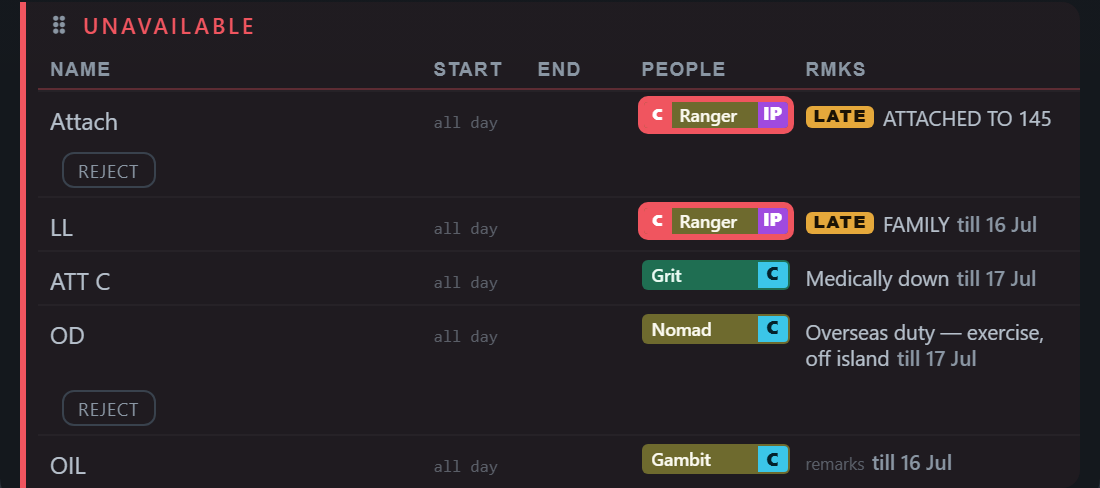 UNAVAILABLE
NAME START END PEOPLE RMKS
Attach all day C Ranger IP LATE ATTACHED TO 145
REJECT
LL all day C Ranger IP LATE FAMILY till 16 Jul
ATT C all day Grit C Medically down till 17 Jul
OD all day Nomad C Overseas duty — exercise,
off island till 17 Jul
REJECT
OIL all day Gambit C remarks till 16 Jul